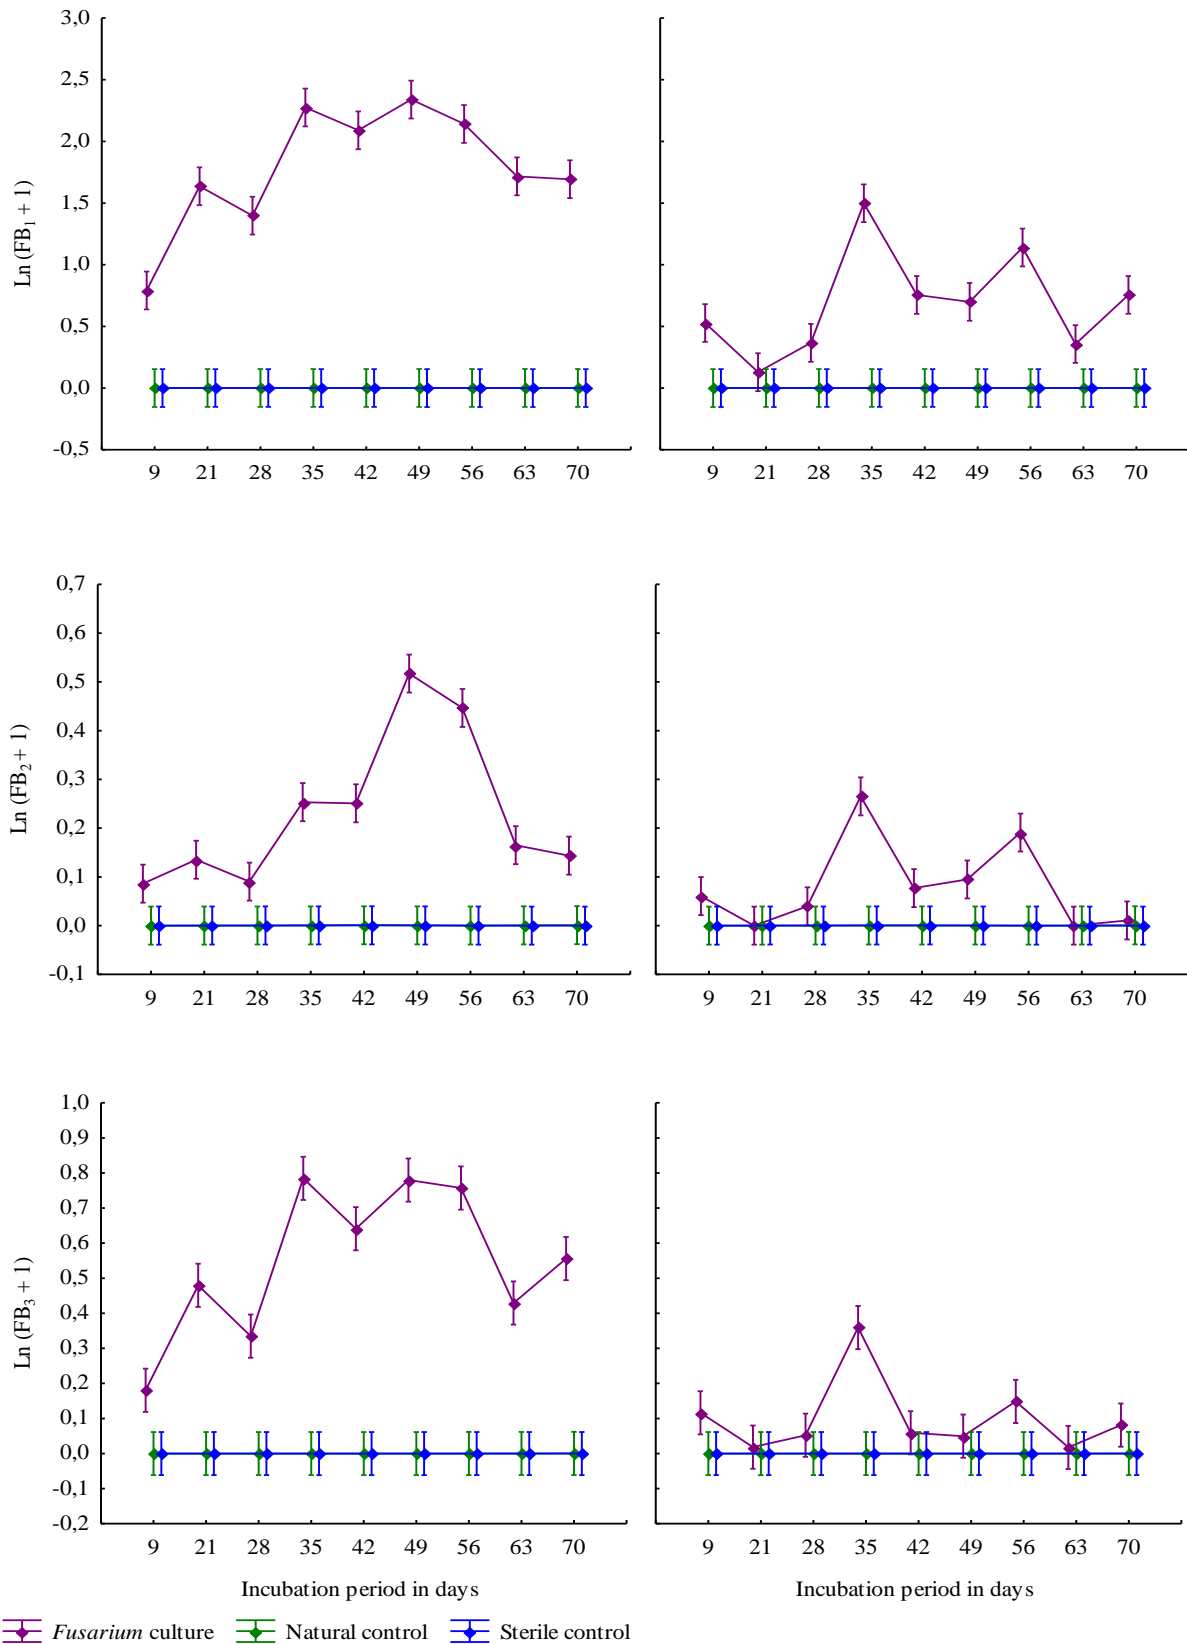 3,0
2,5
2,0
1,5
1,0
0,5
0,0
-0,5
Ln (FB1 + 1)
9 21 28 35 42 49 56 63 70
9 21 28 35 42 49 56 63 70
0,7
0,6
0,5
0,4
0,3
0,2
0,1
0,0
-0,1
Ln (FB2 + 1)
9 21 28 35 42 49 56 63 70
9 21 28 35 42 49 56 63 70
1,0
0,9
0,8
0,7
0,6
0,5
0,4
0,3
0,2
0,1
0,0
-0,1
-0,2
Ln (FB3 + 1)
9 21 28 35 42 49 56 63 70
9 21 28 35 42 49 56 63 70
Incubation period in days
Incubation period in days
Fusarium culture Natural control Sterile control